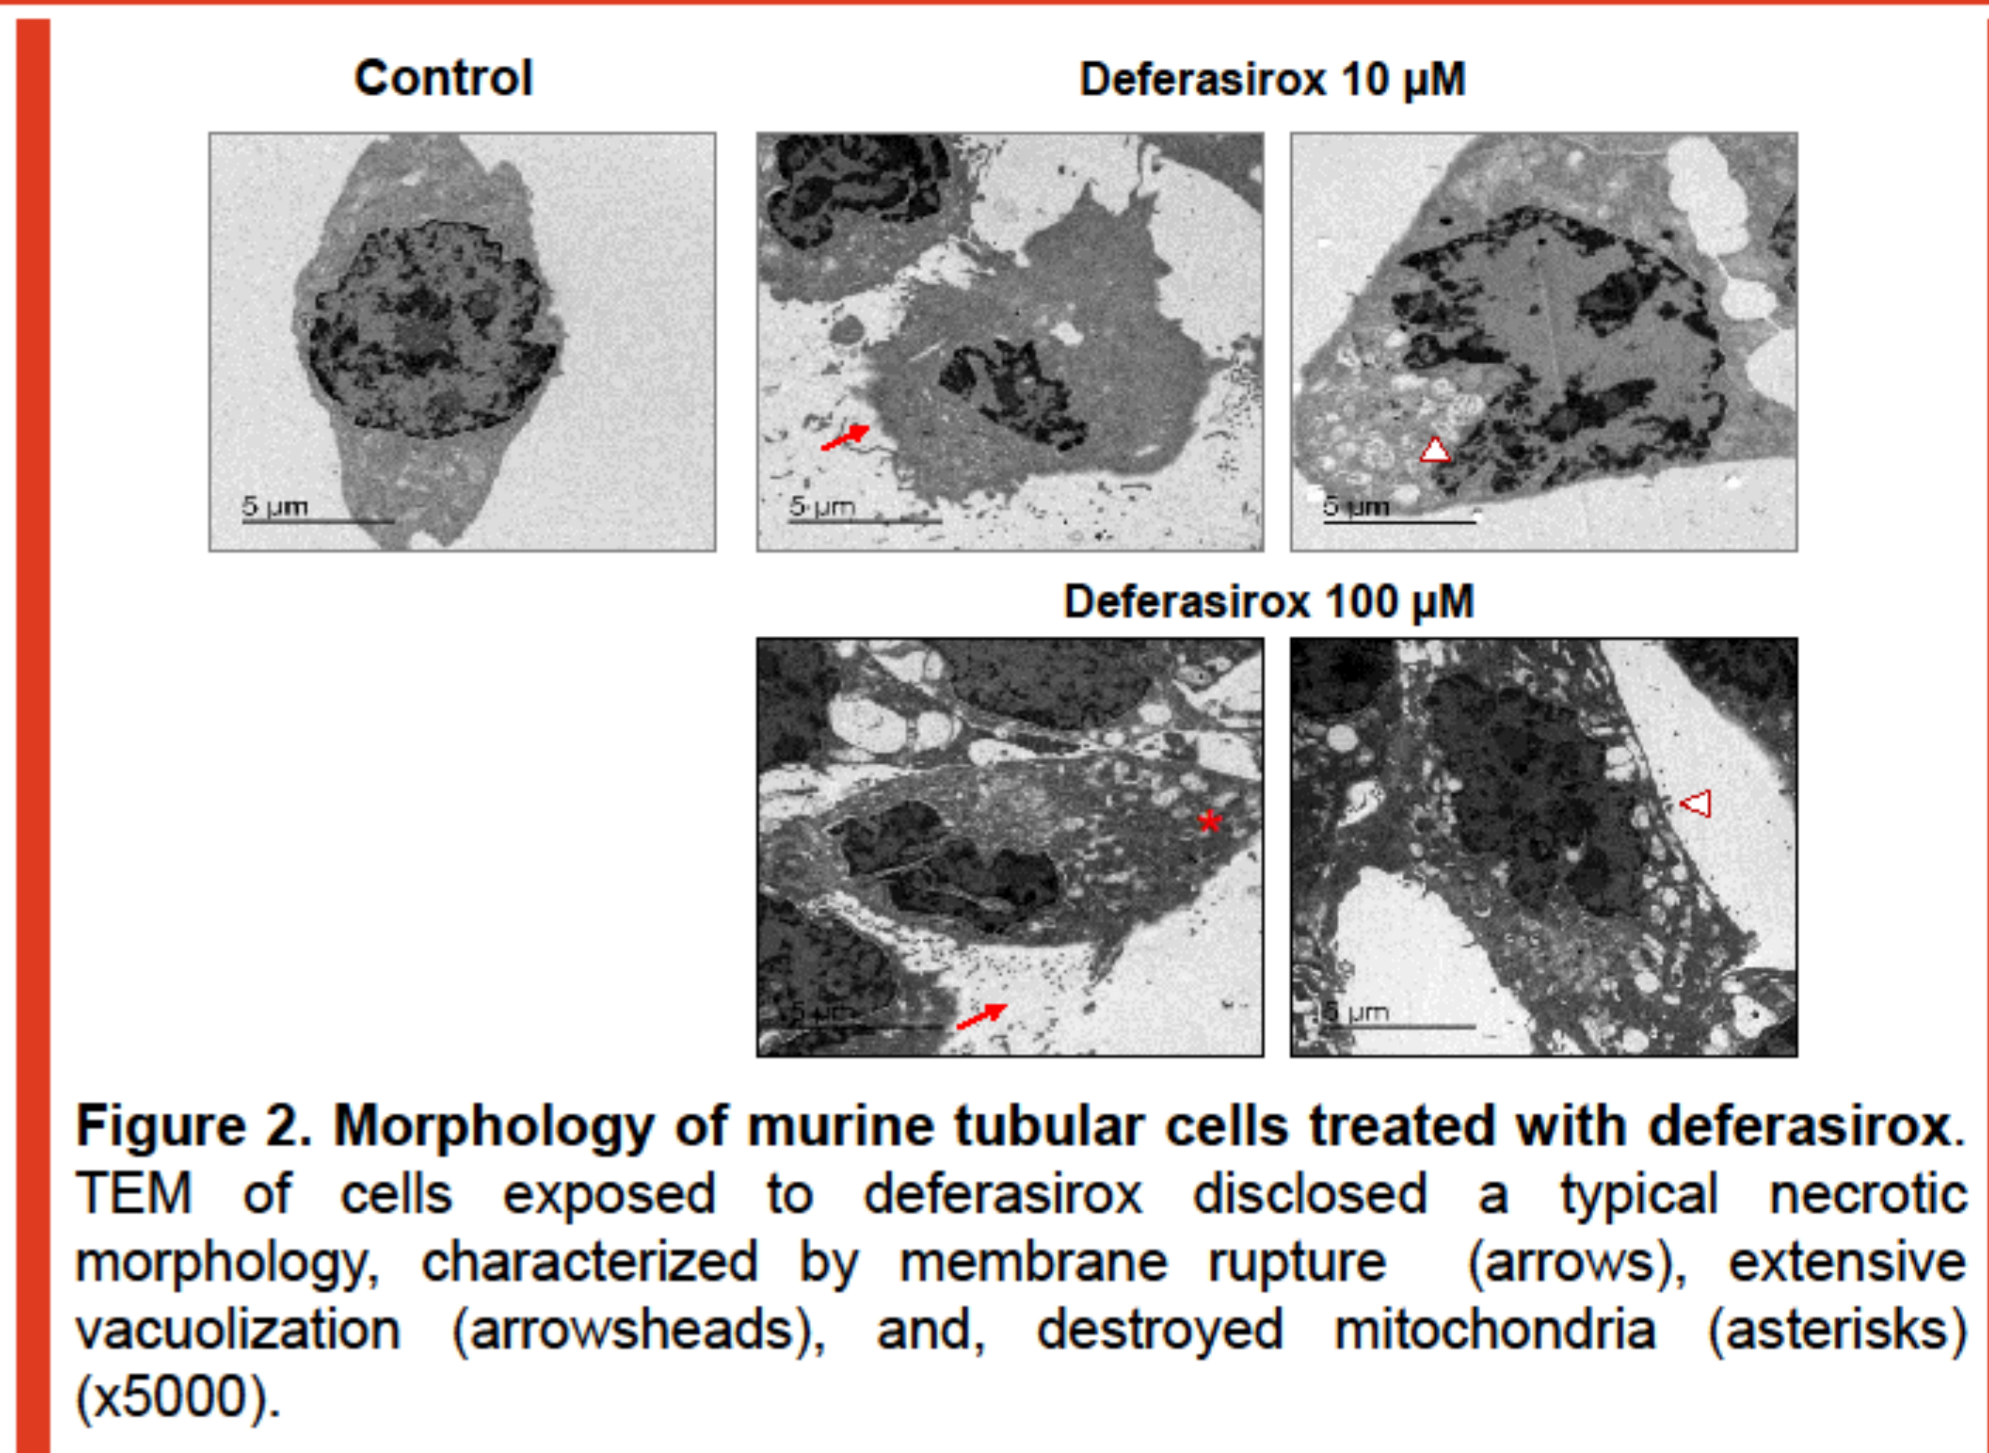 Control
Deferasirox 10 µM
5 µm
5 µm
5 µm
Deferasirox 100 µM
5 µm
5 µm
Figure 2. Morphology of murine tubular cells treated with deferasirox.
TEM of cells exposed to deferasirox disclosed a typical necrotic
morphology, characterized by membrane rupture (arrows), extensive
vacuolization (arrowsheads), and, destroyed mitochondria (asterisks)
(x5000).